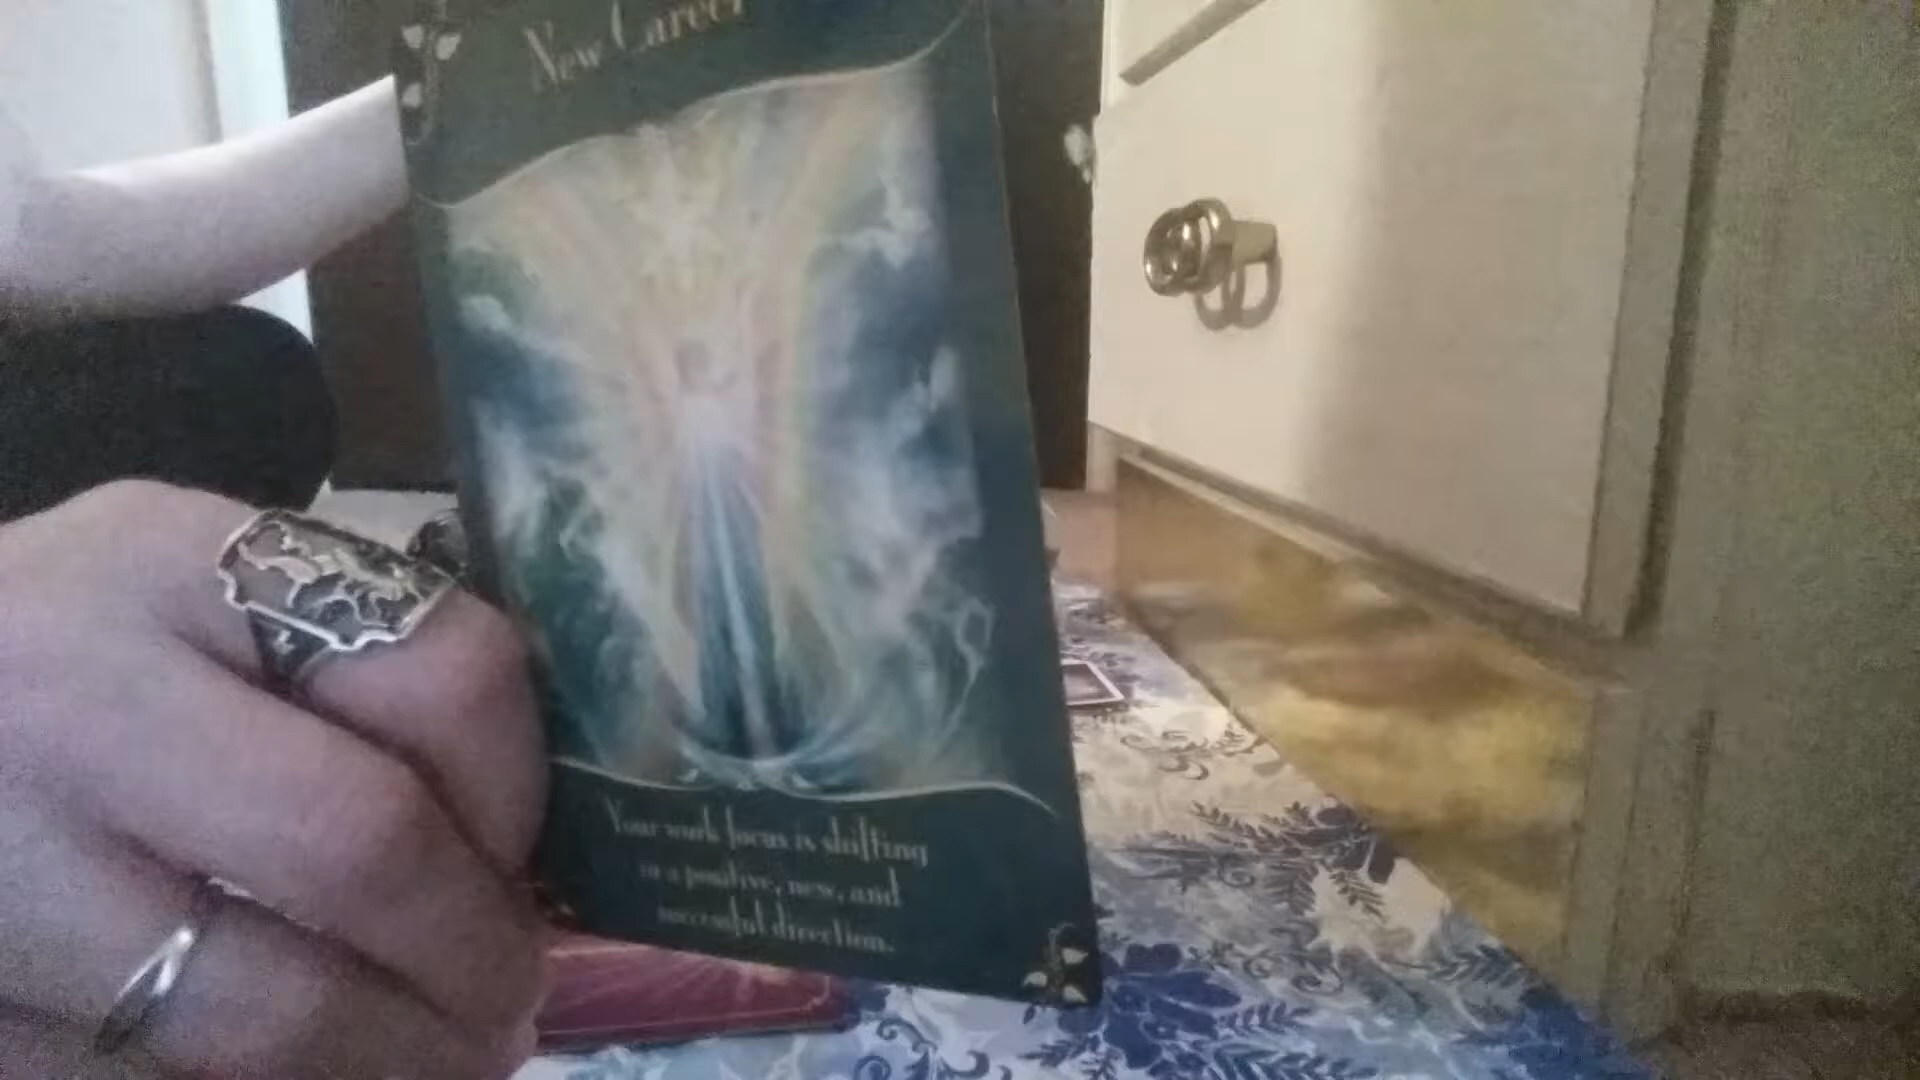 New Career
Your work focus is shifting
in a positive, new, and
successful direction.